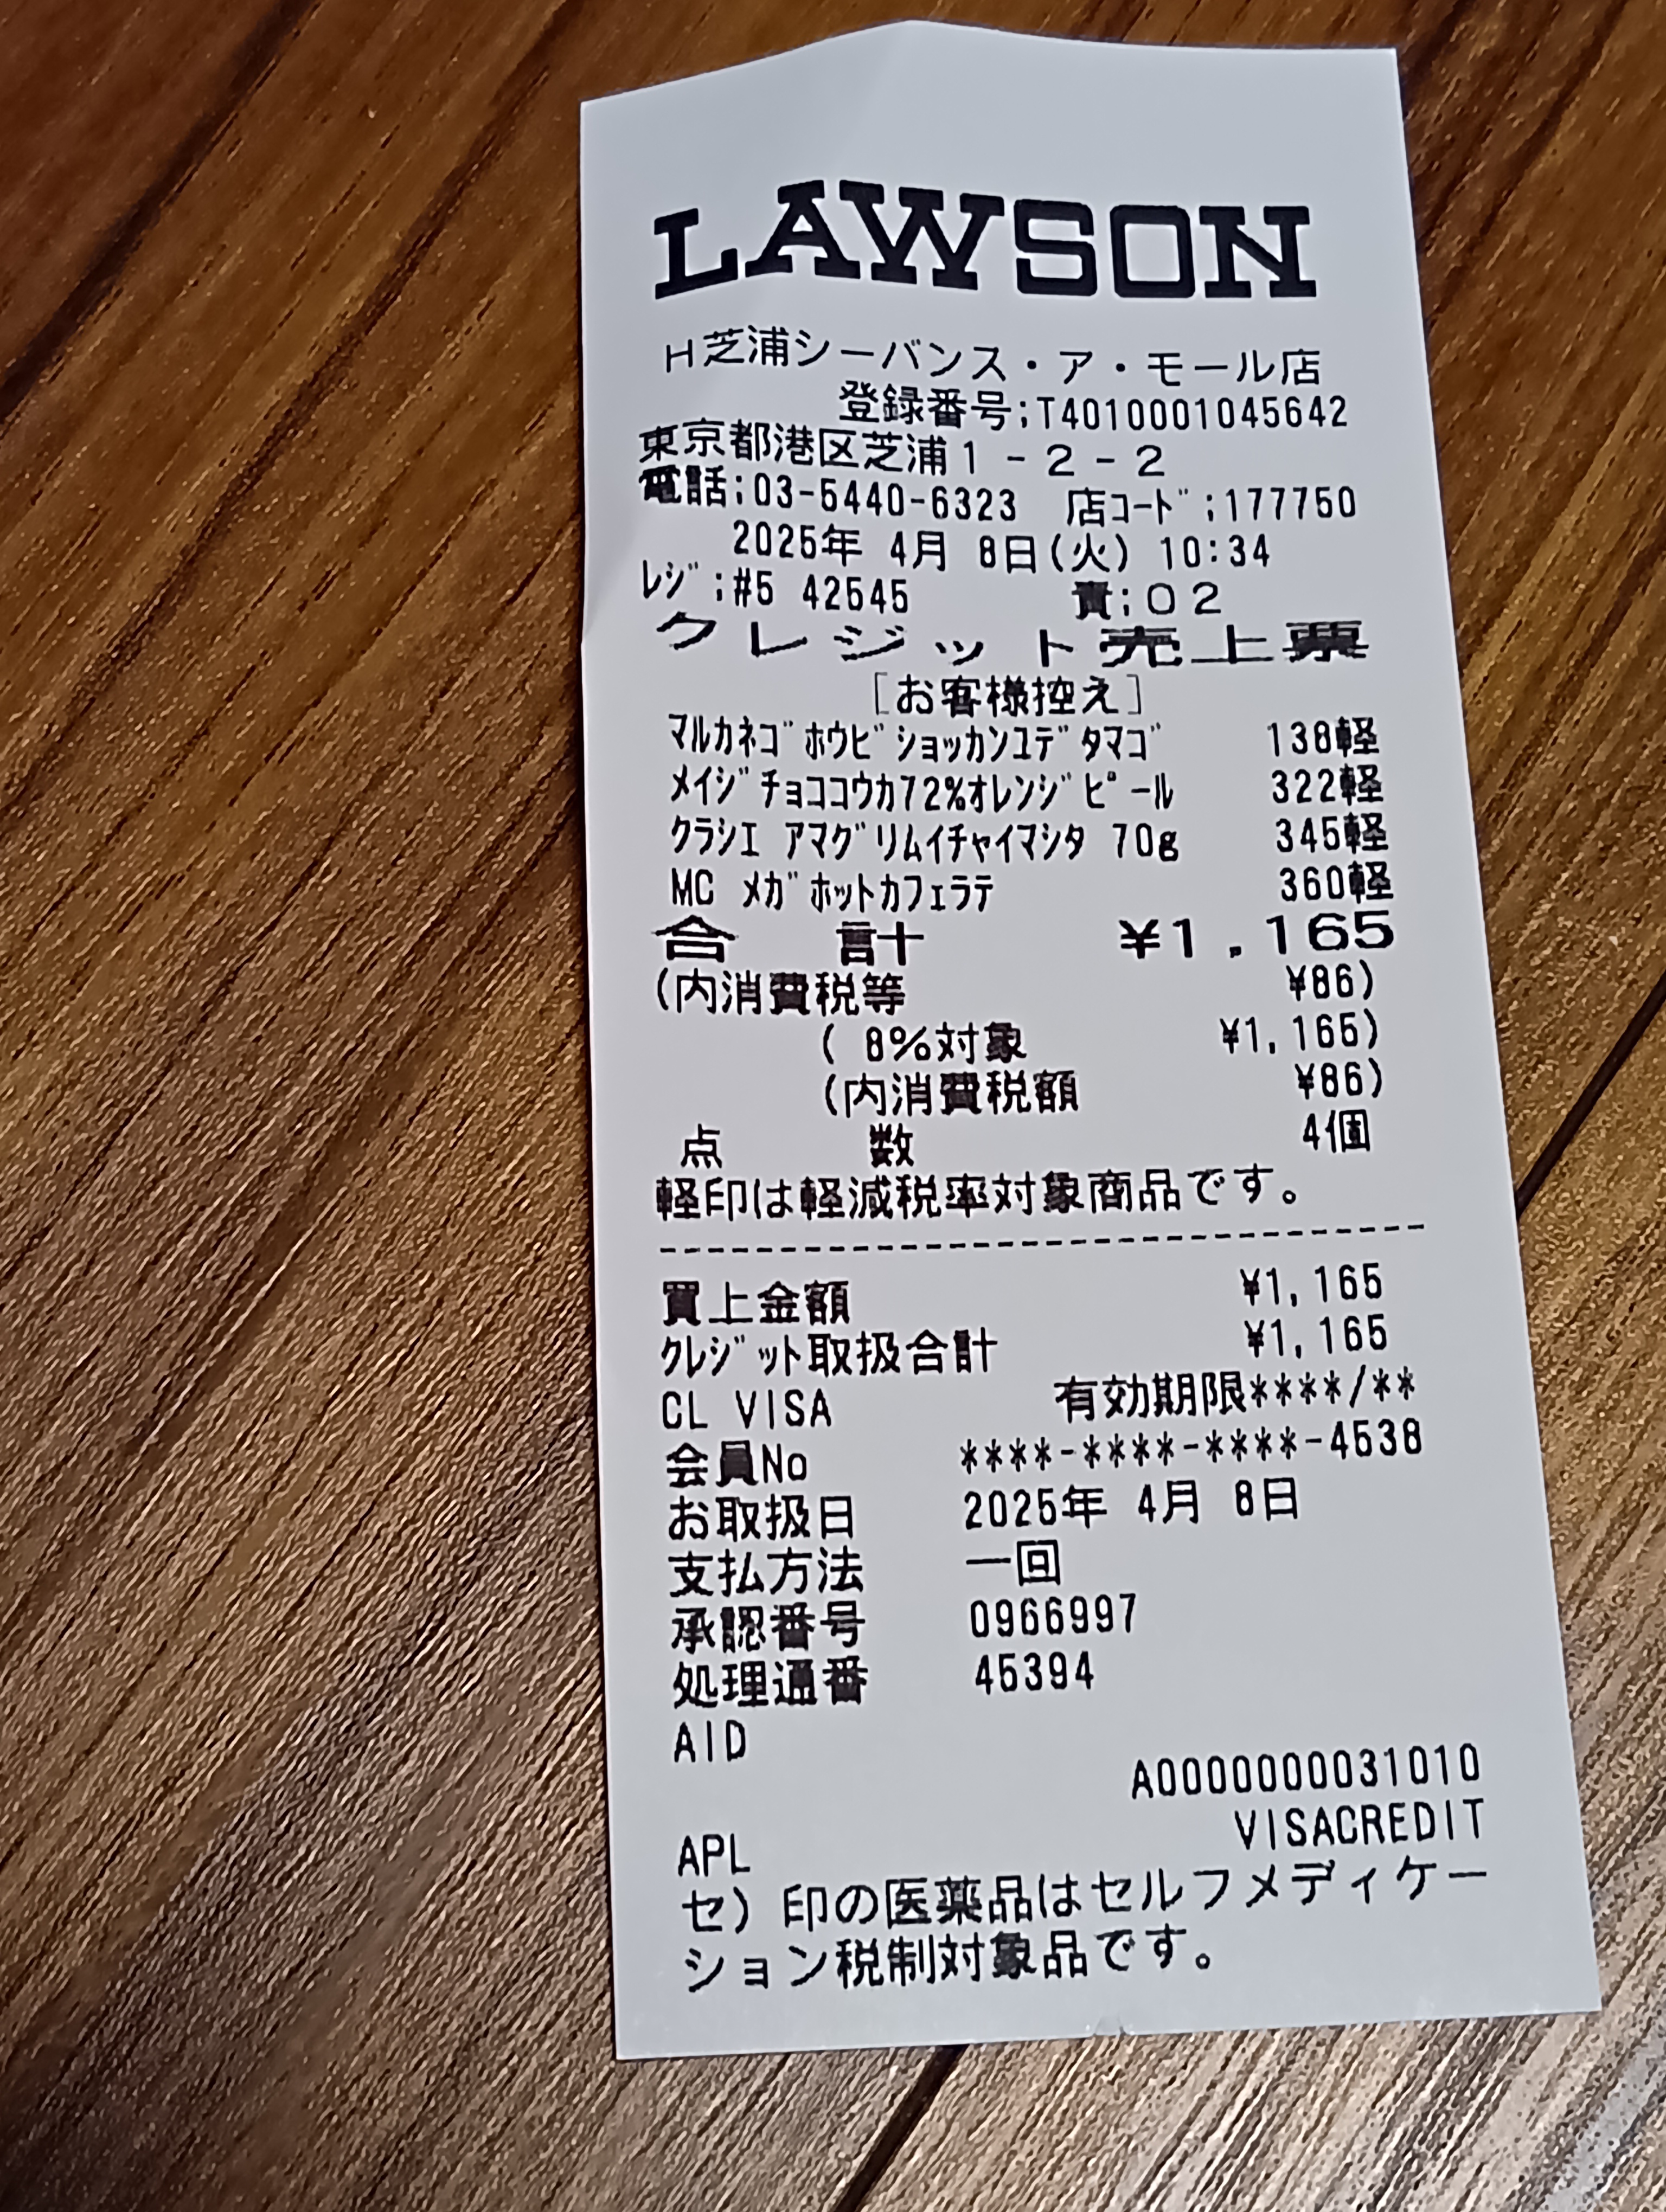 LAWSON
H芝浦シーバンス・ア・モール店
登録番号;T4010001045642
東京都港区芝浦1-2-2
電話;03-5440-6323 店コード;177750
2025年 4月 8日(火) 10:34
レジ;#5 42545 責;02
クレジット売上票
[お客様控え]
マルカネゴホウビショッカンユデタマゴ 138軽
メイジチョココウカ72%オレンジピール 322軽
クラシエ アマグリムイチャイマシタ 70g 345軽
MC メガホットカフェラテ 360軽
合 計 ¥1,165
(内消費税等 ¥86)
( 8%対象 ¥1,165)
(内消費税額 ¥86)
点 数 4個
軽印は軽減税率対象商品です。
--------------------------------
買上金額 ¥1,165
クレジット取扱合計 ¥1,165
CL VISA 有効期限****/**
会員No ****-****-****-4538
お取扱日 2025年 4月 8日
支払方法 一回
承認番号 0966997
処理通番 45394
AID
A0000000031010
VISACREDIT
APL
セ）印の医薬品はセルフメディケー
ション税制対象品です。